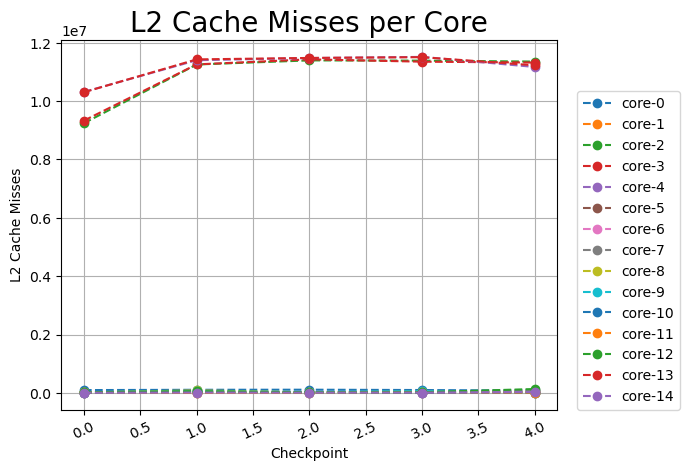 L2 Cache Misses per Core
1e7
1.2
1.0
0.8
0.6
0.4
0.2
0.0
L2 Cache Misses
0.0
0.5
1.0
1.5
2.0
2.5
3.0
3.5
4.0
Checkpoint
core-0
core-1
core-2
core-3
core-4
core-5
core-6
core-7
core-8
core-9
core-10
core-11
core-12
core-13
core-14